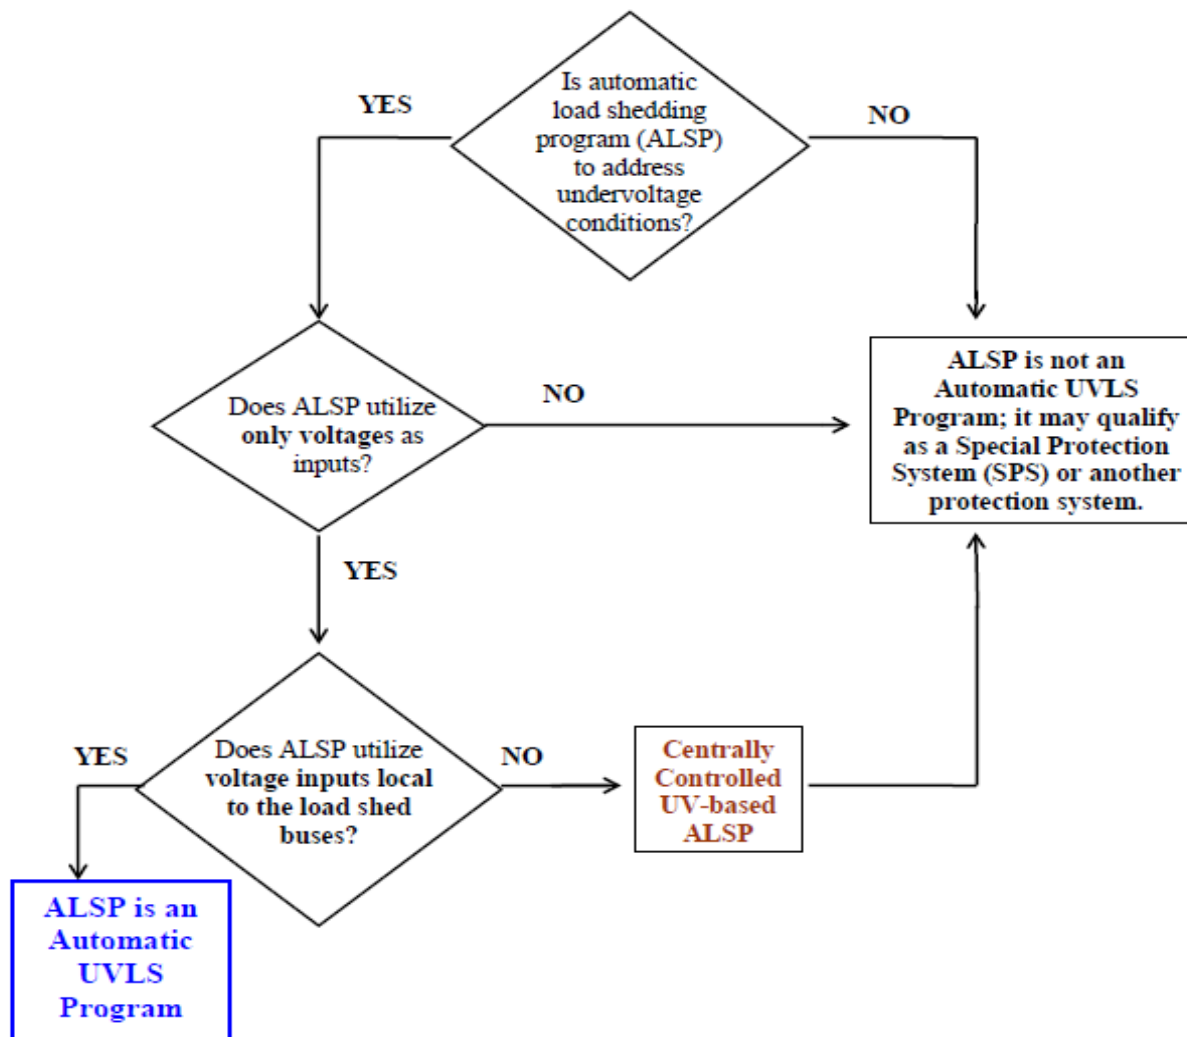 Is automatic
load shedding
program (ALSP)
to address
undervoltage
conditions?
YES
NO
Does ALSP utilize
only voltages as
inputs?
NO
ALSP is not an
Automatic UVLS
Program; it may qualify
as a Special Protection
System (SPS) or another
protection system.
YES
Does ALSP utilize
voltage inputs local
to the load shed
buses?
YES
NO
Centrally
Controlled
UV-based
ALSP
ALSP is an
Automatic
UVLS
Program